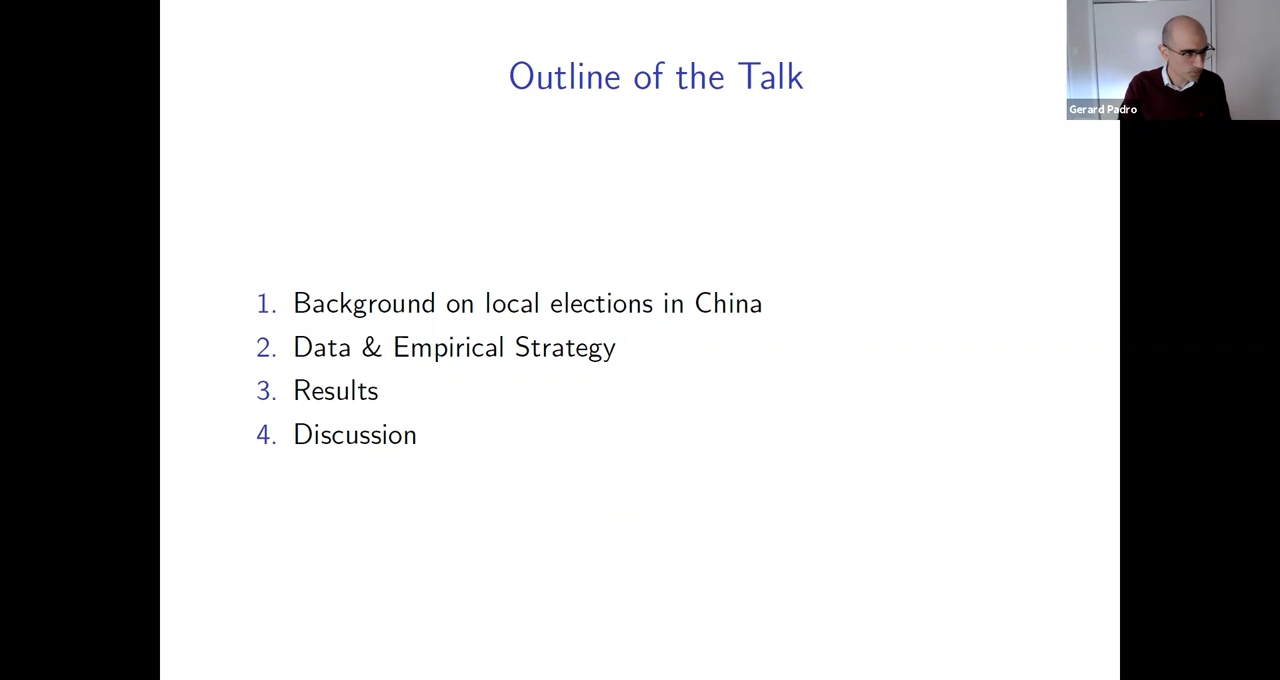 Outline of the Talk
Gerard Padro
1. Background on local elections in China
2. Data & Empirical Strategy
3. Results
4. Discussion